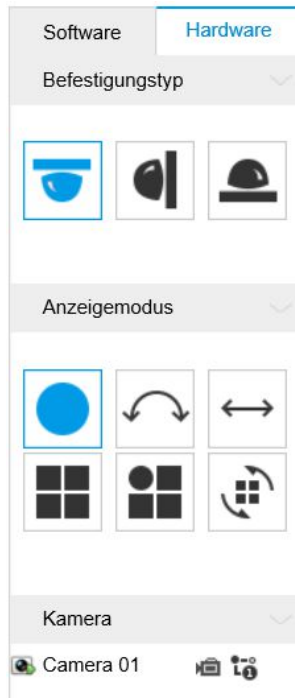 Software Hardware
Befestigungstyp
Anzeigemodus
Kamera
Camera 01